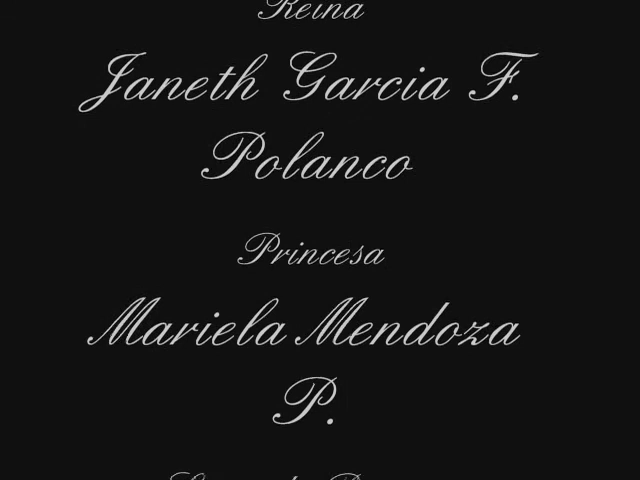 Reina
Janeth Garcia F.
Polanco
Princesa
Mariela Mendoza
P.